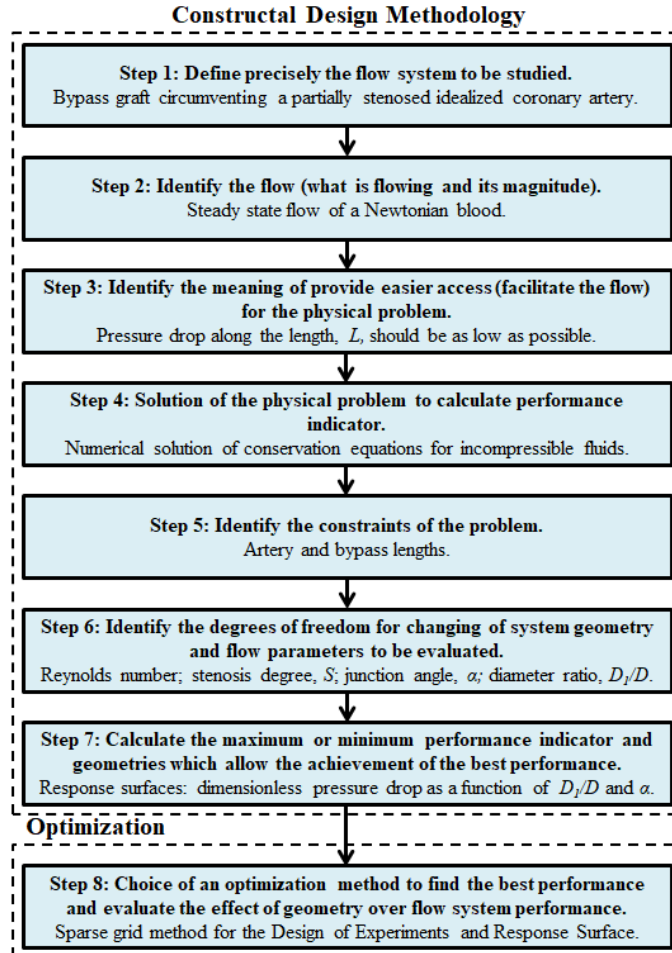 Constructal Design Methodology
Step 1: Define precisely the flow system to be studied.
Bypass graft circumventing a partially stenosed idealized coronary artery.
Step 2: Identify the flow (what is flowing and its magnitude).
Steady state flow of a Newtonian blood.
Step 3: Identify the meaning of provide easier access (facilitate the flow)
for the physical problem.
Pressure drop along the length, L, should be as low as possible.
Step 4: Solution of the physical problem to calculate performance
indicator.
Numerical solution of conservation equations for incompressible fluids.
Step 5: Identify the constraints of the problem.
Artery and bypass lengths.
Step 6: Identify the degrees of freedom for changing of system geometry
and flow parameters to be evaluated.
Reynolds number; stenosis degree, S; junction angle, α; diameter ratio, D₁/D.
Step 7: Calculate the maximum or minimum performance indicator and
geometries which allow the achievement of the best performance.
Response surfaces: dimensionless pressure drop as a function of D₁/D and α.
Optimization
Step 8: Choice of an optimization method to find the best performance
and evaluate the effect of geometry over flow system performance.
Sparse grid method for the Design of Experiments and Response Surface.